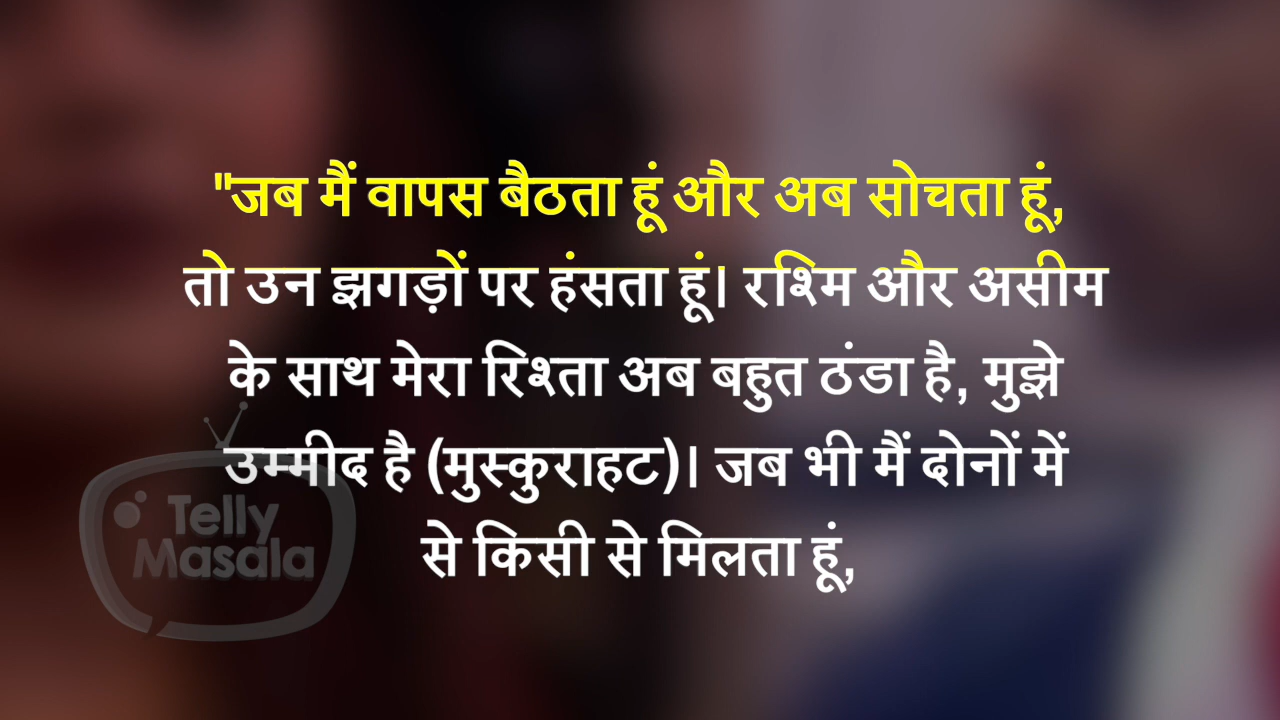 "जब मैं वापस बैठता हूं और अब सोचता हूं,
तो उन झगड़ों पर हंसता हूं। रश्मि और असीम
के साथ मेरा रिश्ता अब बहुत ठंडा है, मुझे
उम्मीद है (मुस्कुराहट)। जब भी मैं दोनों में
से किसी से मिलता हूं,
Telly
Masala